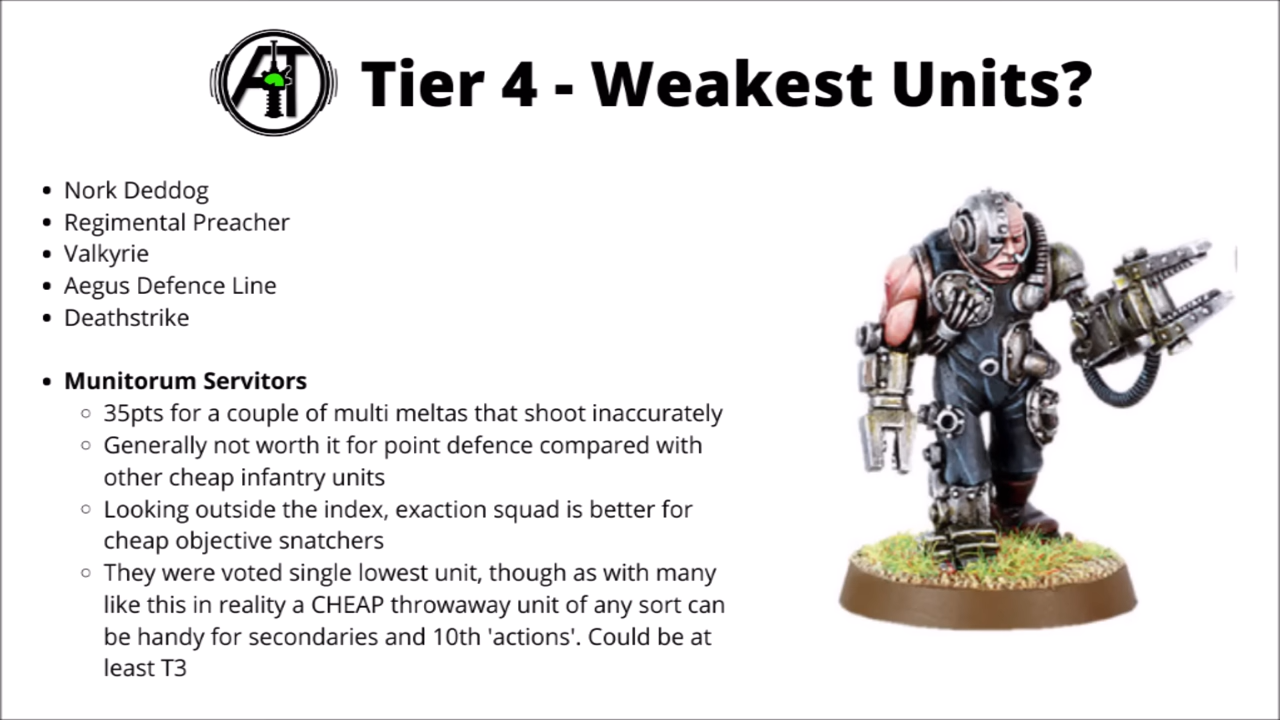 AT
Tier 4 - Weakest Units?
Nork Deddog
Regimental Preacher
Valkyrie
Aegus Defence Line
Deathstrike
Munitorum Servitors
35pts for a couple of multi meltas that shoot inaccurately
Generally not worth it for point defence compared with
other cheap infantry units
Looking outside the index, exaction squad is better for
cheap objective snatchers
They were voted single lowest unit, though as with many
like this in reality a CHEAP throwaway unit of any sort can
be handy for secondaries and 10th 'actions'. Could be at
least T3